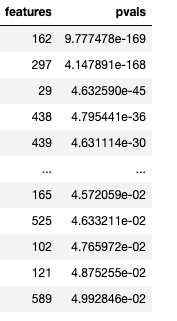 features pvals
162 9.777478e-169
297 4.147891e-168
29 4.632590e-45
438 4.795441e-36
439 4.631114e-30
... ...
165 4.572059e-02
525 4.633211e-02
102 4.765972e-02
121 4.875255e-02
589 4.992846e-02